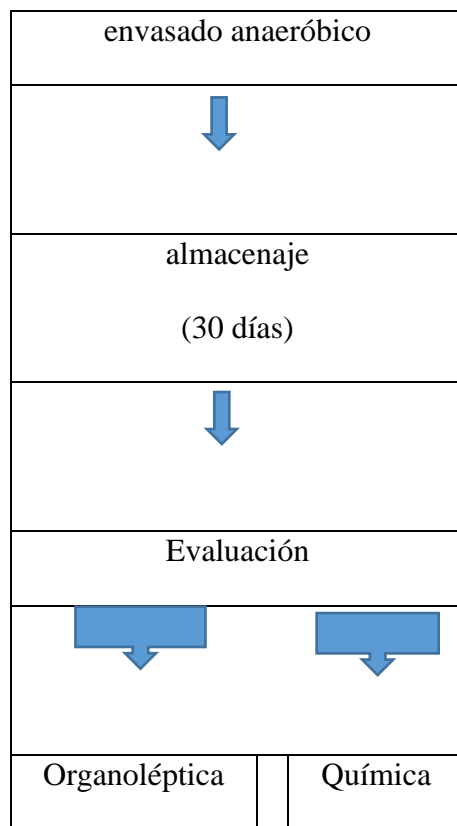 envasado anaeróbico
almacenaje
(30 días)
Evaluación
Organoléptica
Química